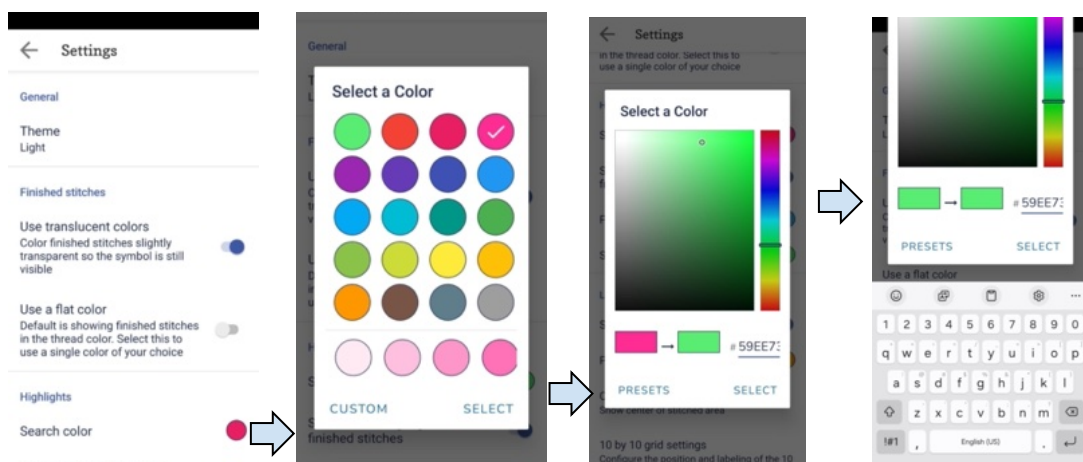 Settings
General
Theme
Light
Finished stitches
Use translucent colors
Color finished stitches slightly
transparent so the symbol is still
visible
Use a flat color
Default is showing finished stitches
in the thread color. Select this to
use a single color of your choice
Highlights
Search color
General
Select a Color
CUSTOM
SELECT
finished stitches
Settings
in the thread color. Select this to
use a single color of your choice
Select a Color
# 59EE73
PRESETS
SELECT
Show center of stitched area
10 by 10 grid settings
Configure the position and labeling of the 10
# 59EE73
PRESETS
SELECT
Use a flat color
1 2 3 4 5 6 7 8 9 0
q w e r t y u i o p
a s d f g h j k l
z x c v b n m
!#1 , English (US) .